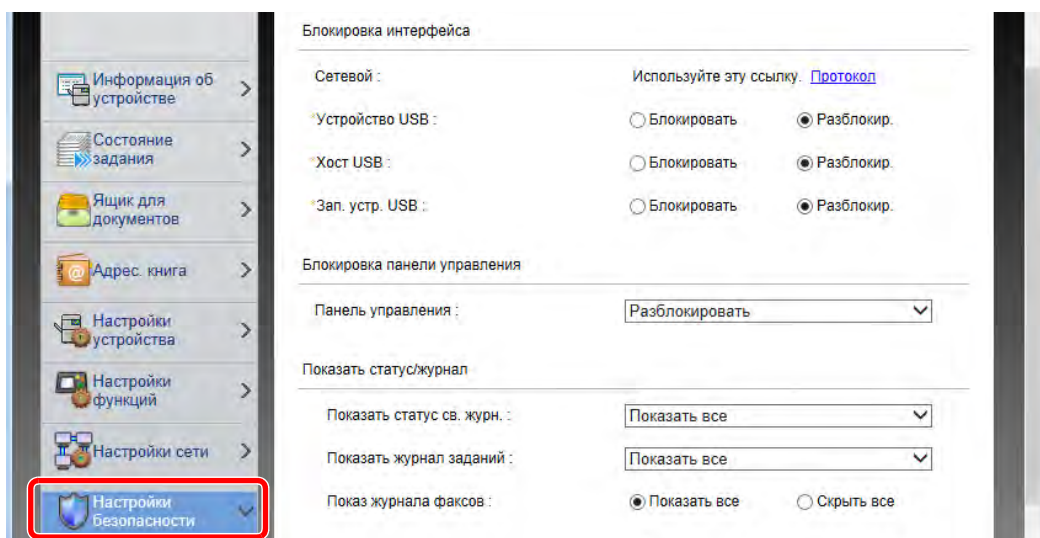 Информация об
устройстве
Состояние
задания
Ящик для
документов
Адрес. книга
Настройки
устройства
Настройки
функций
Настройки сети
Настройки
Безопасности
Блокировка интерфейса
Сетевой : Используйте эту ссылку. Протокол
*Устройство USB : Блокировать Разблокир.
*Хост USB : Блокировать Разблокир.
*Зап. устр. USB : Блокировать Разблокир.
Блокировка панели управления
Панель управления : Разблокировать
Показать статус/журнал
Показать статус св. журн. : Показать все
Показать журнал заданий : Показать все
Показ журнала факсов : Показать все Скрыть все